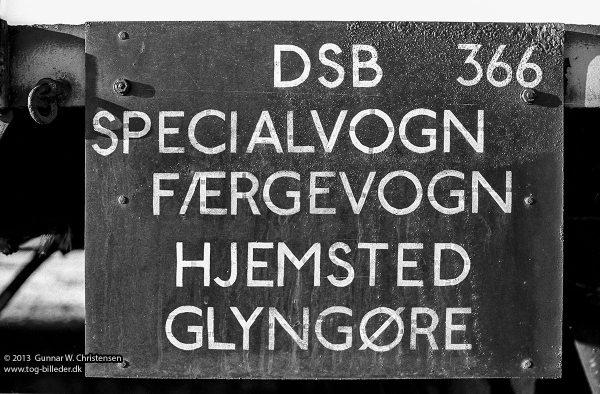 DSB 366
SPECIALVOGN
FÆRGEVOGN
HJEMSTED
GLYNGØRE
© 2013 Gunnar W. Christensen
www.tog-billeder.dk